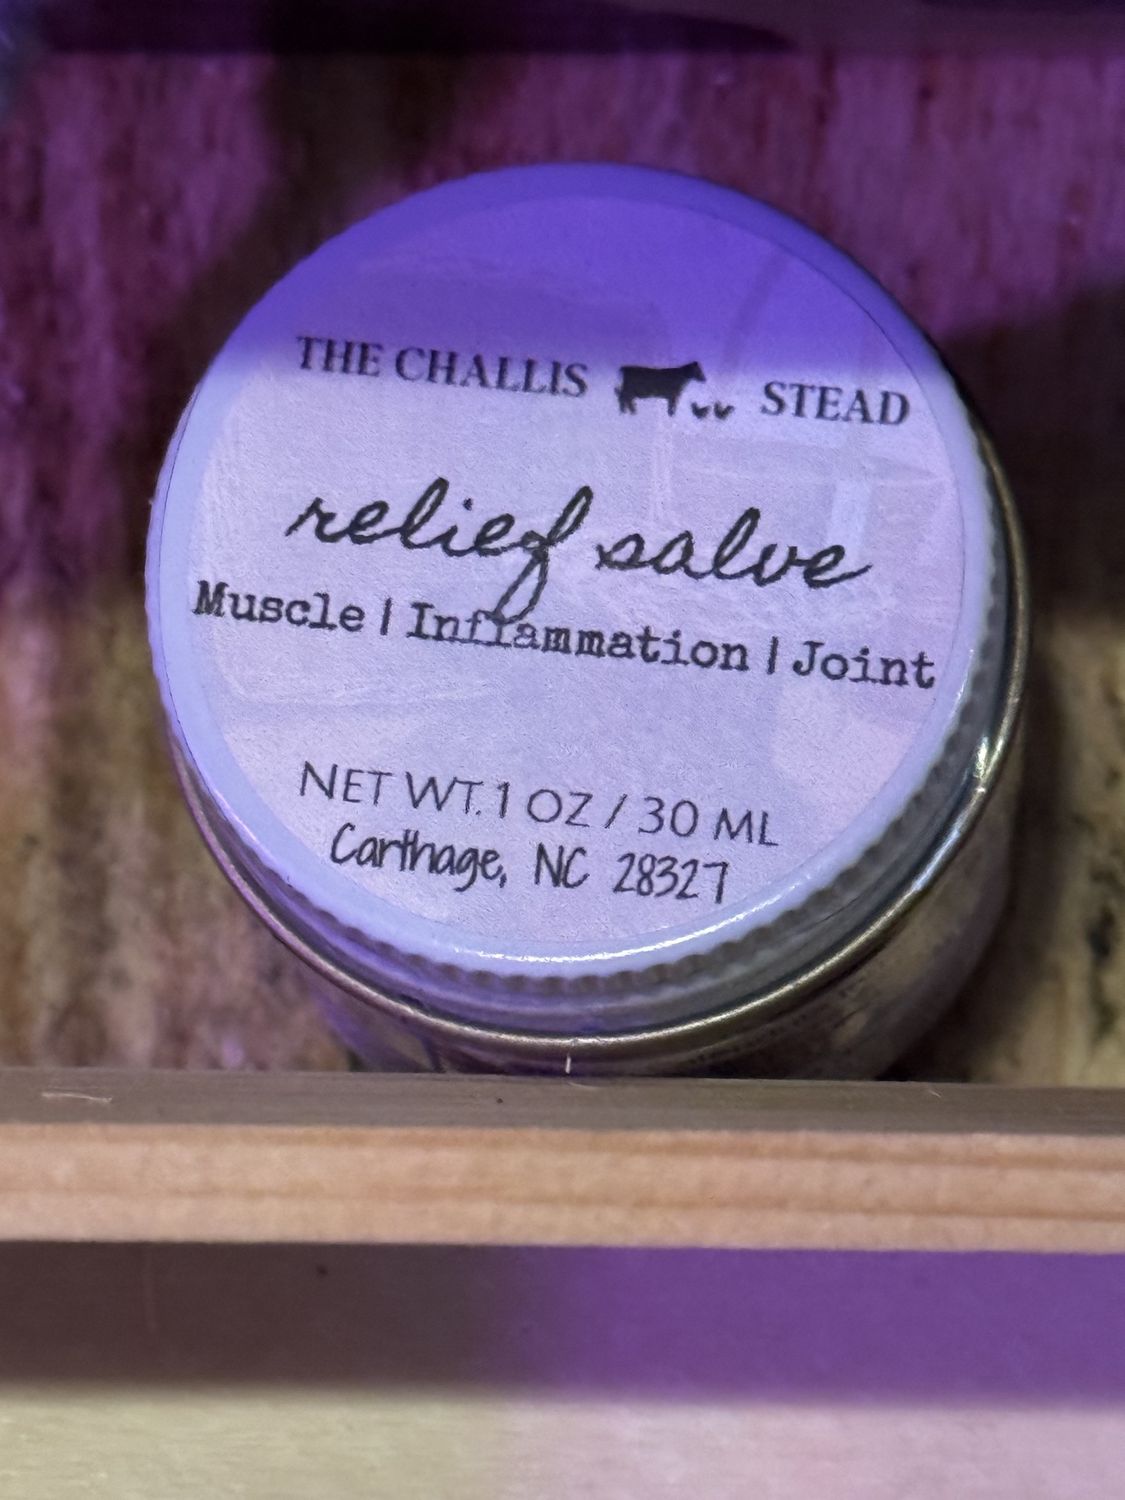 THE CHALLIS STEAD
relief salve
Muscle | Inflammation | Joint
NET WT. 1 OZ / 30 ML
Carthage, NC 28327